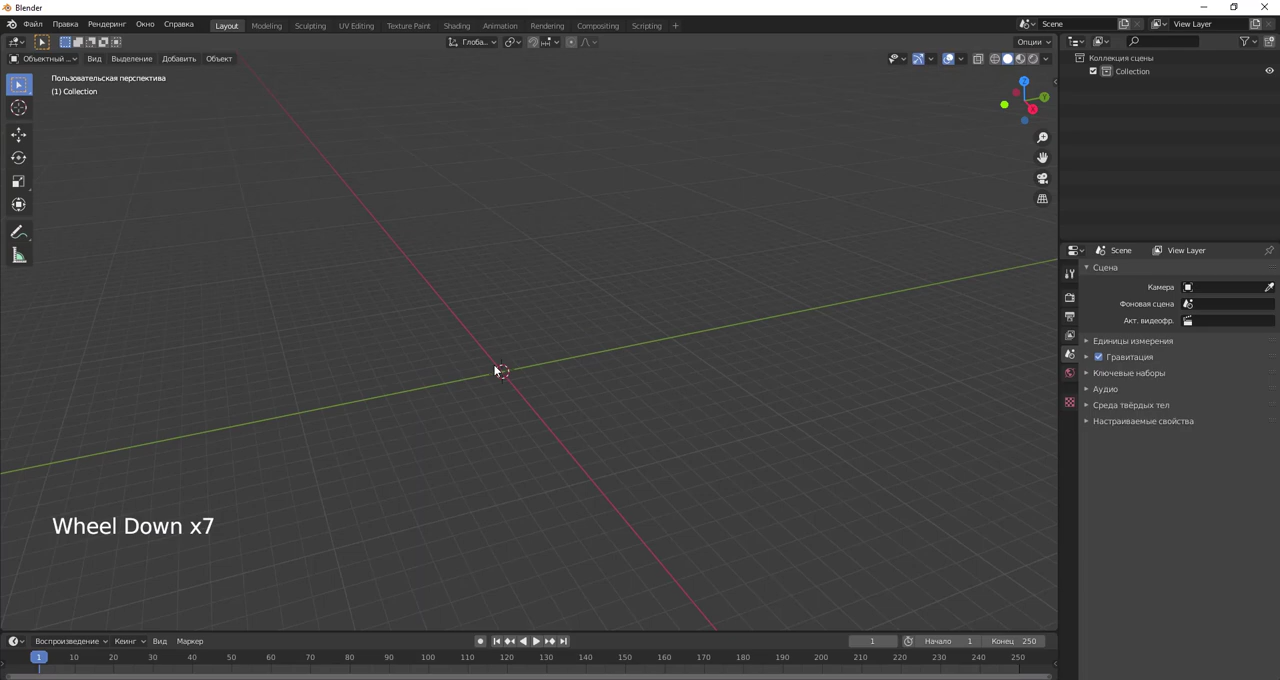 Blender
Файл Правка Рендеринг Окно Справка Layout Modeling Sculpting UV Editing Texture Paint Shading Animation Rendering Compositing Scripting + Scene View Layer
Глоба... Опции
Объектный ... Вид Выделение Добавить Объект
Коллекция сцены
Collection
Пользовательская перспектива
(1) Collection
Z
Y
X
Scene View Layer
Сцена
Камера
Фоновая сцена
Акт. видеофр.
Единицы измерения
Гравитация
Ключевые наборы
Аудио
Среда твёрдых тел
Настраиваемые свойства
Wheel Down x7
Воспроизведение Кеинг Вид Маркер 1 Начало 1 Конец 250
1 10 20 30 40 50 60 70 80 90 100 110 120 130 140 150 160 170 180 190 200 210 220 230 240 250